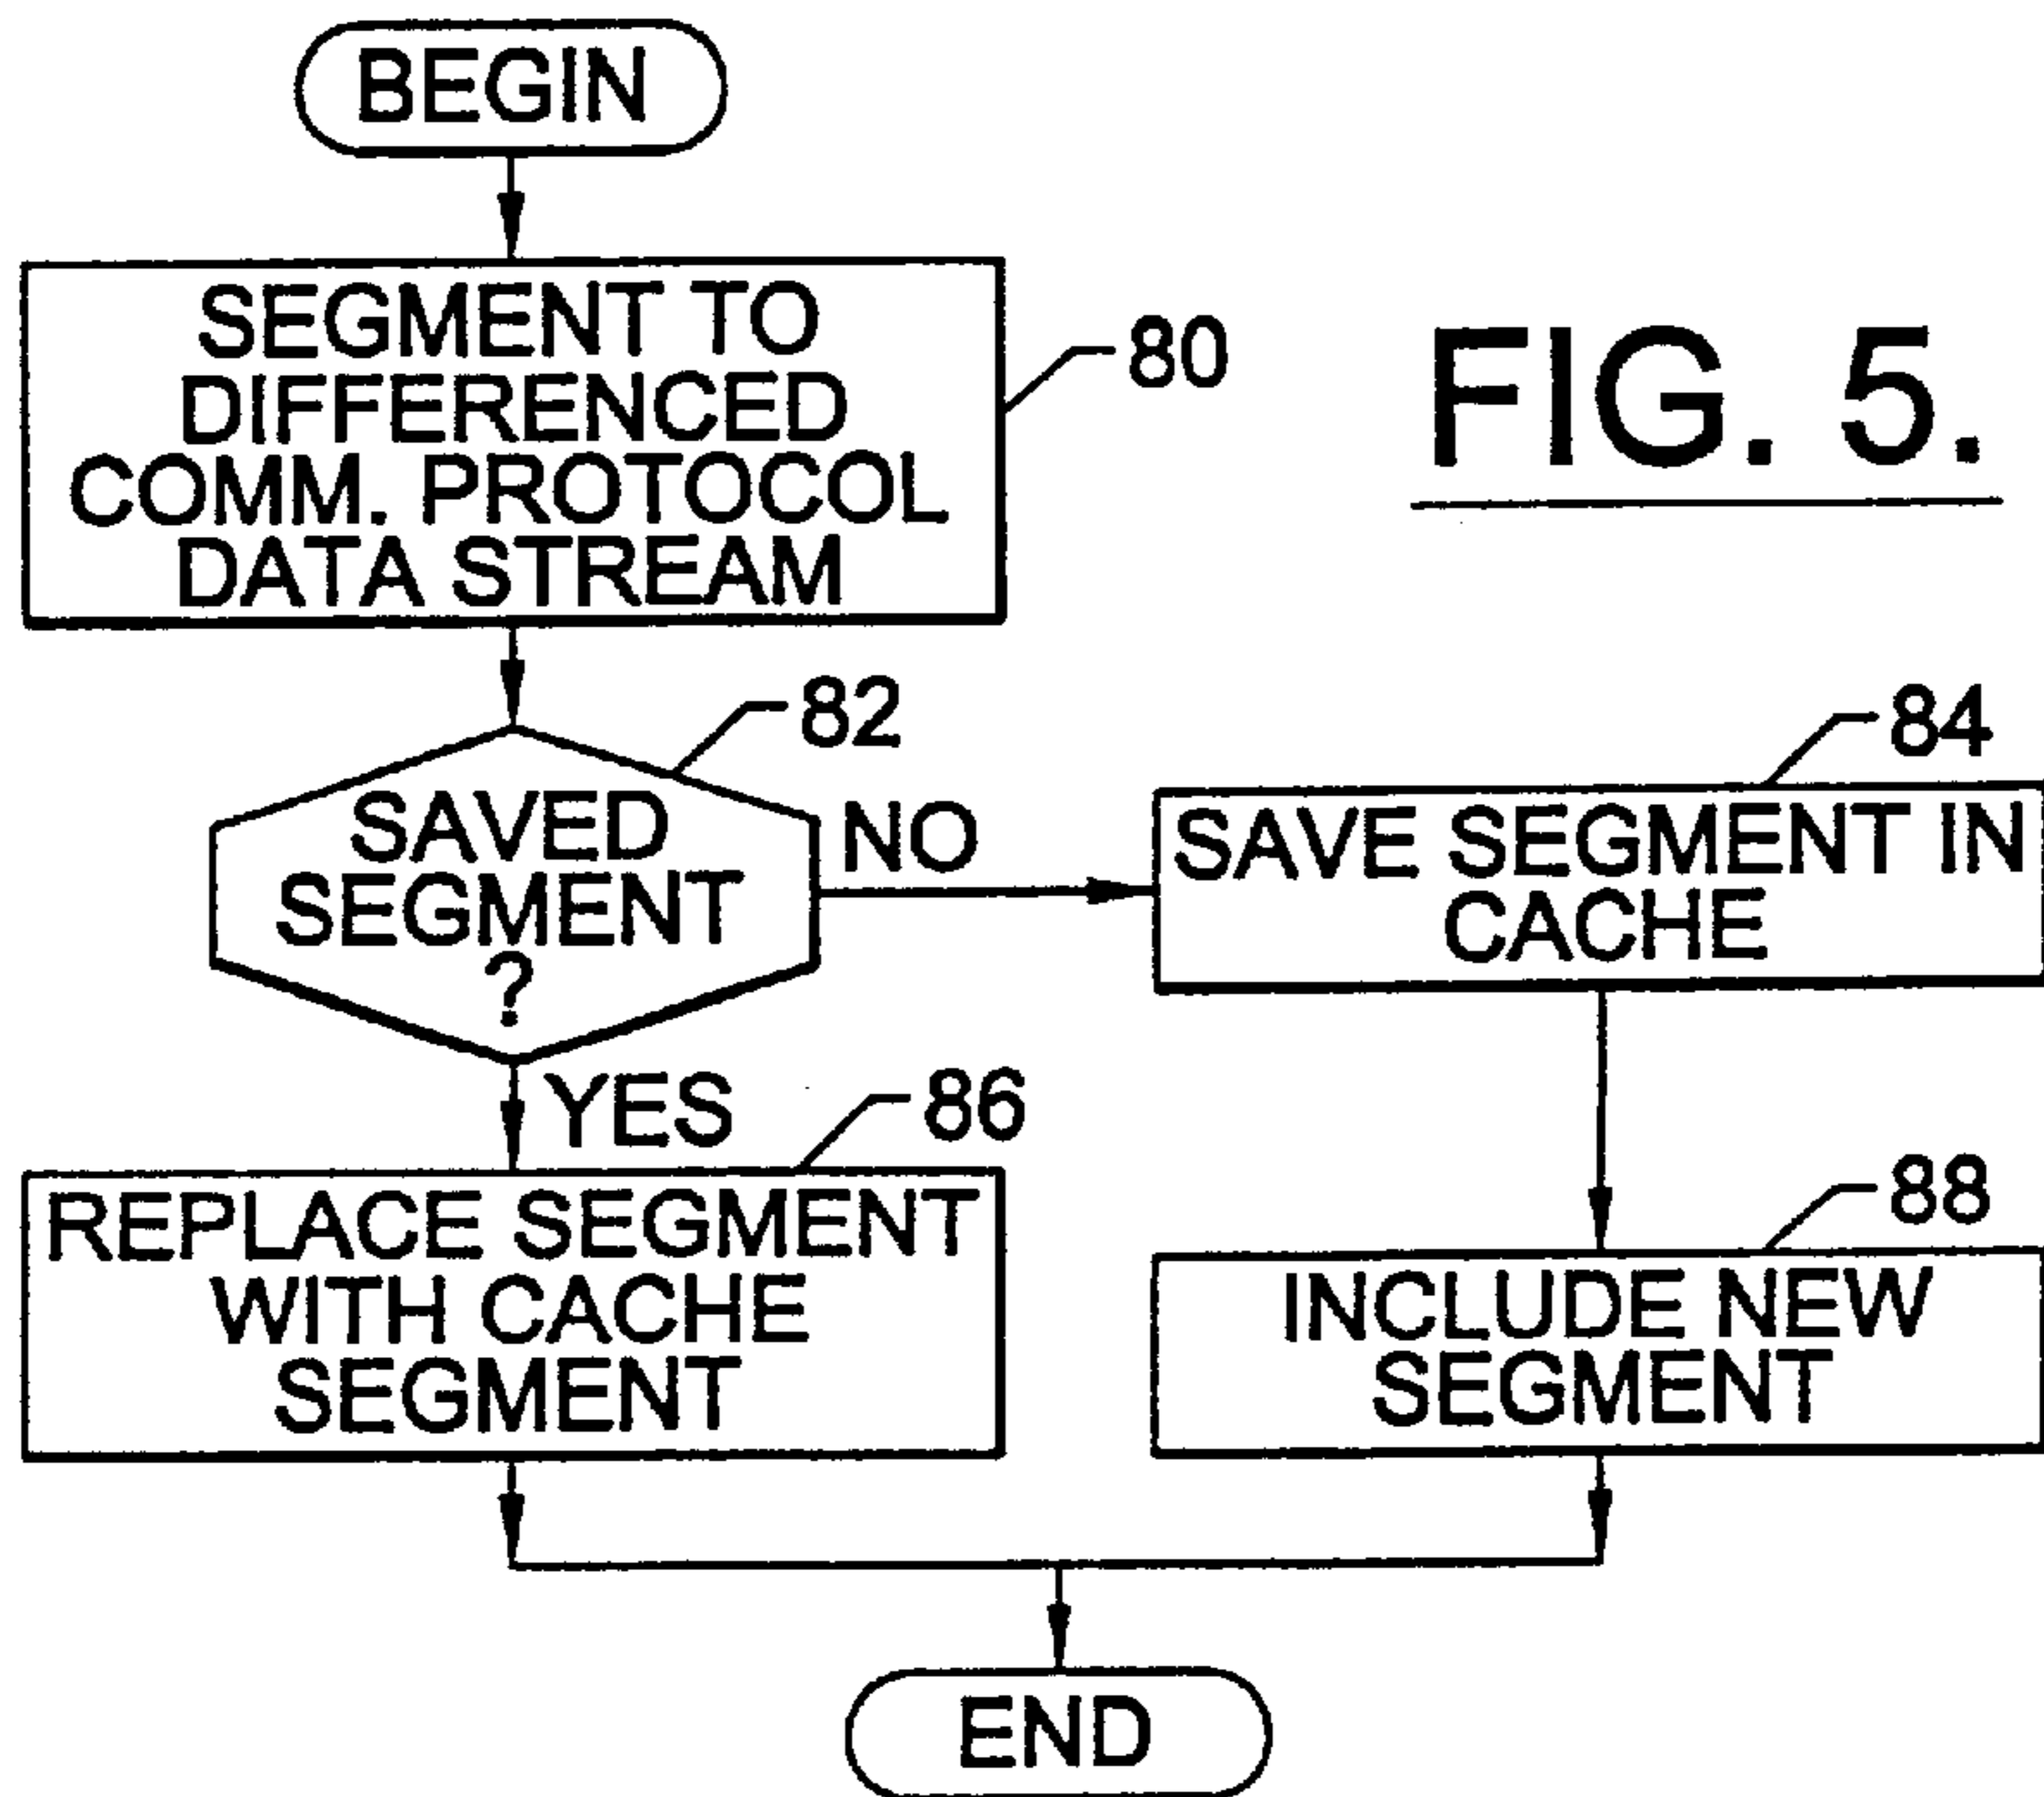 BEGIN
SEGMENT TO
DIFFERENCED
COMM. PROTOCOL
DATA STREAM
80
FIG. 5.
82
SAVED
SEGMENT
?
NO
YES
84
SAVE SEGMENT IN
CACHE
86
REPLACE SEGMENT
WITH CACHE
SEGMENT
88
INCLUDE NEW
SEGMENT
END